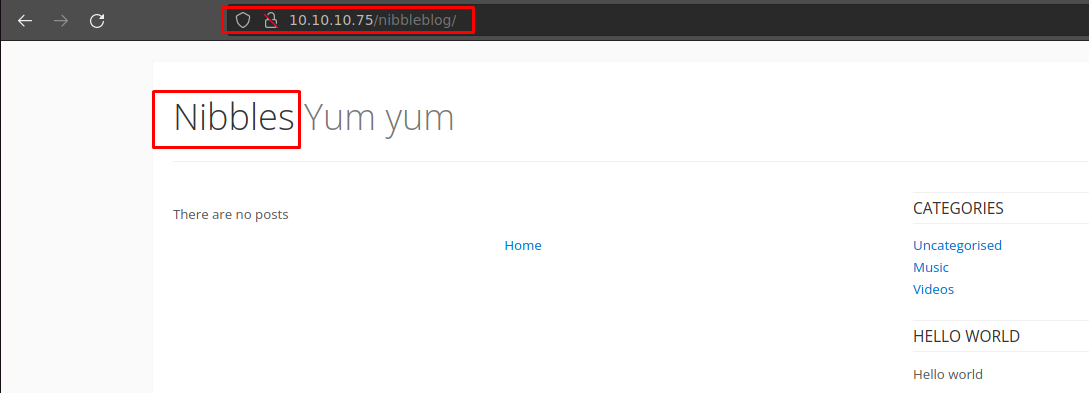 10.10.10.75/nibbleblog/
Nibbles Yum yum
There are no posts
Home
CATEGORIES
Uncategorised
Music
Videos
HELLO WORLD
Hello world